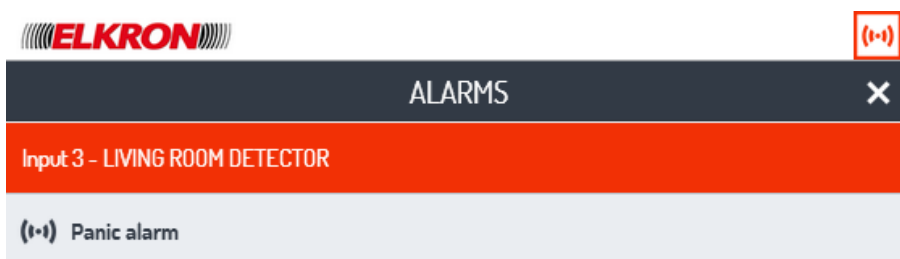 ELKRON
ALARMS
Input 3 - LIVING ROOM DETECTOR
Panic alarm